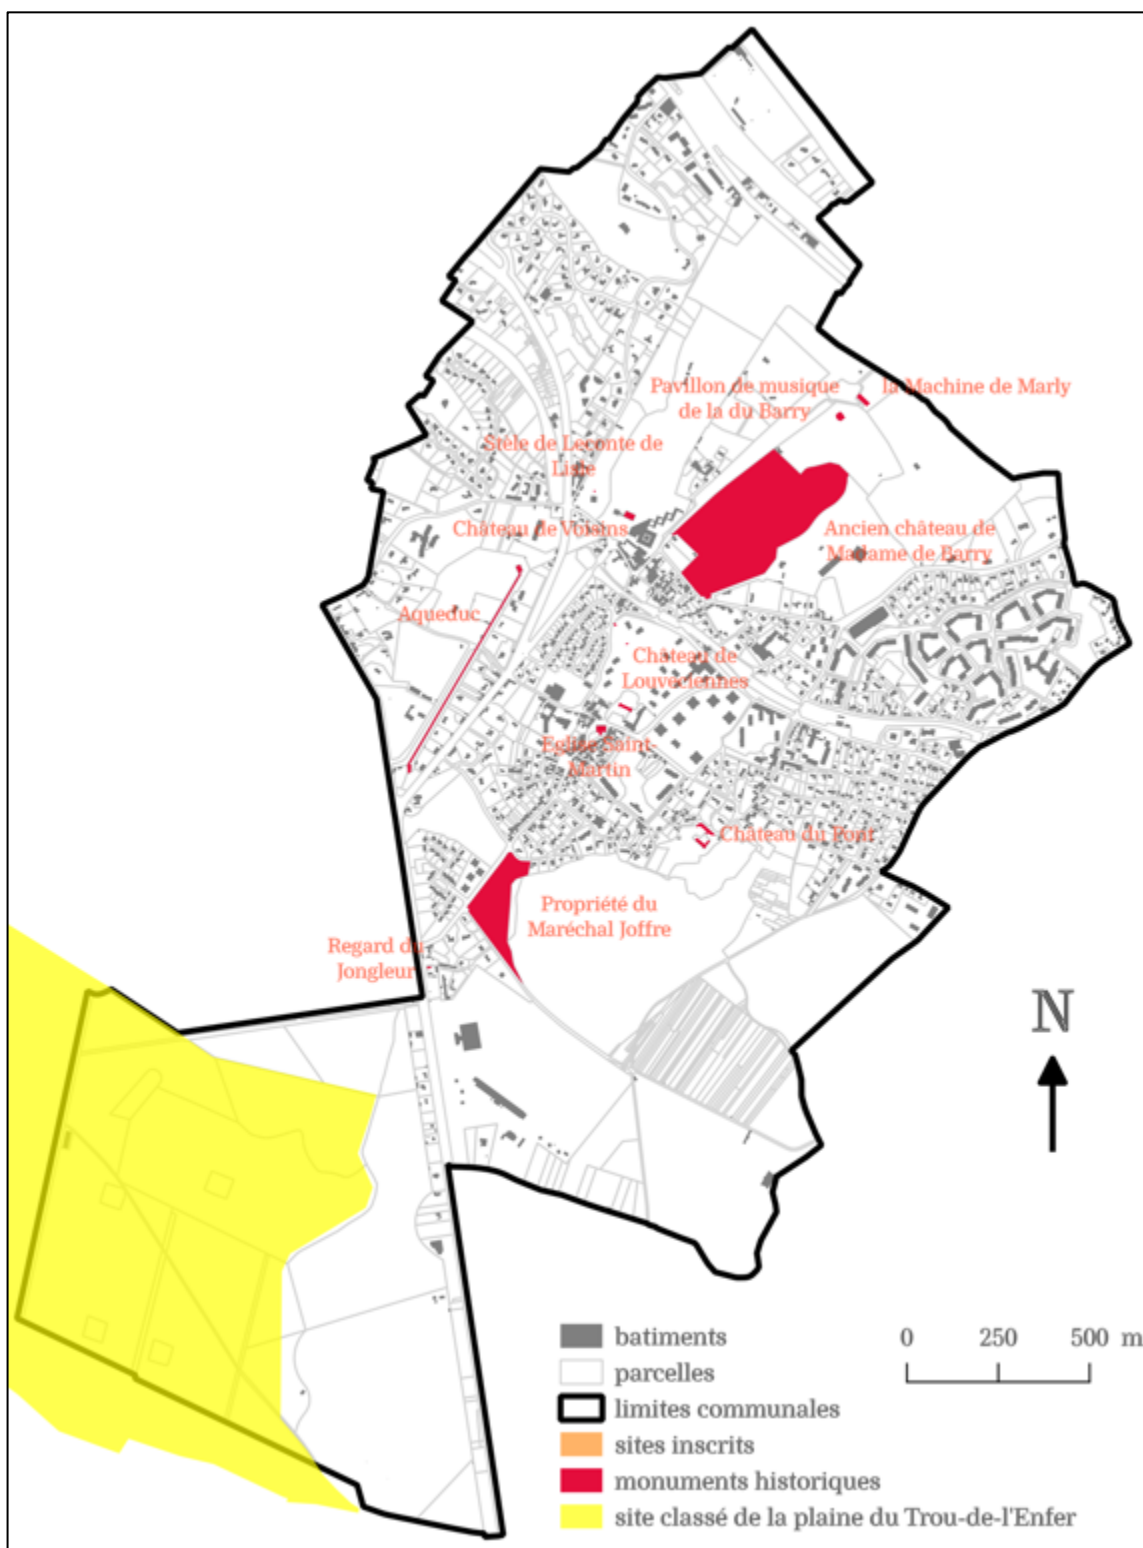 Pavillon de musique
de la du Barry
la Machine de Marly
Stèle de Leconte de
Lisle
Château de Voisins
Ancien château de
Madame de Barry
Aqueduc
Château de
Louveciennes
Eglise Saint-
Martin
Château du Pont
Propriété du
Maréchal Joffre
Regard du
Jongleur
N
batiments
0 250 500 m
parcelles
limites communales
sites inscrits
monuments historiques
site classé de la plaine du Trou-de-l'Enfer